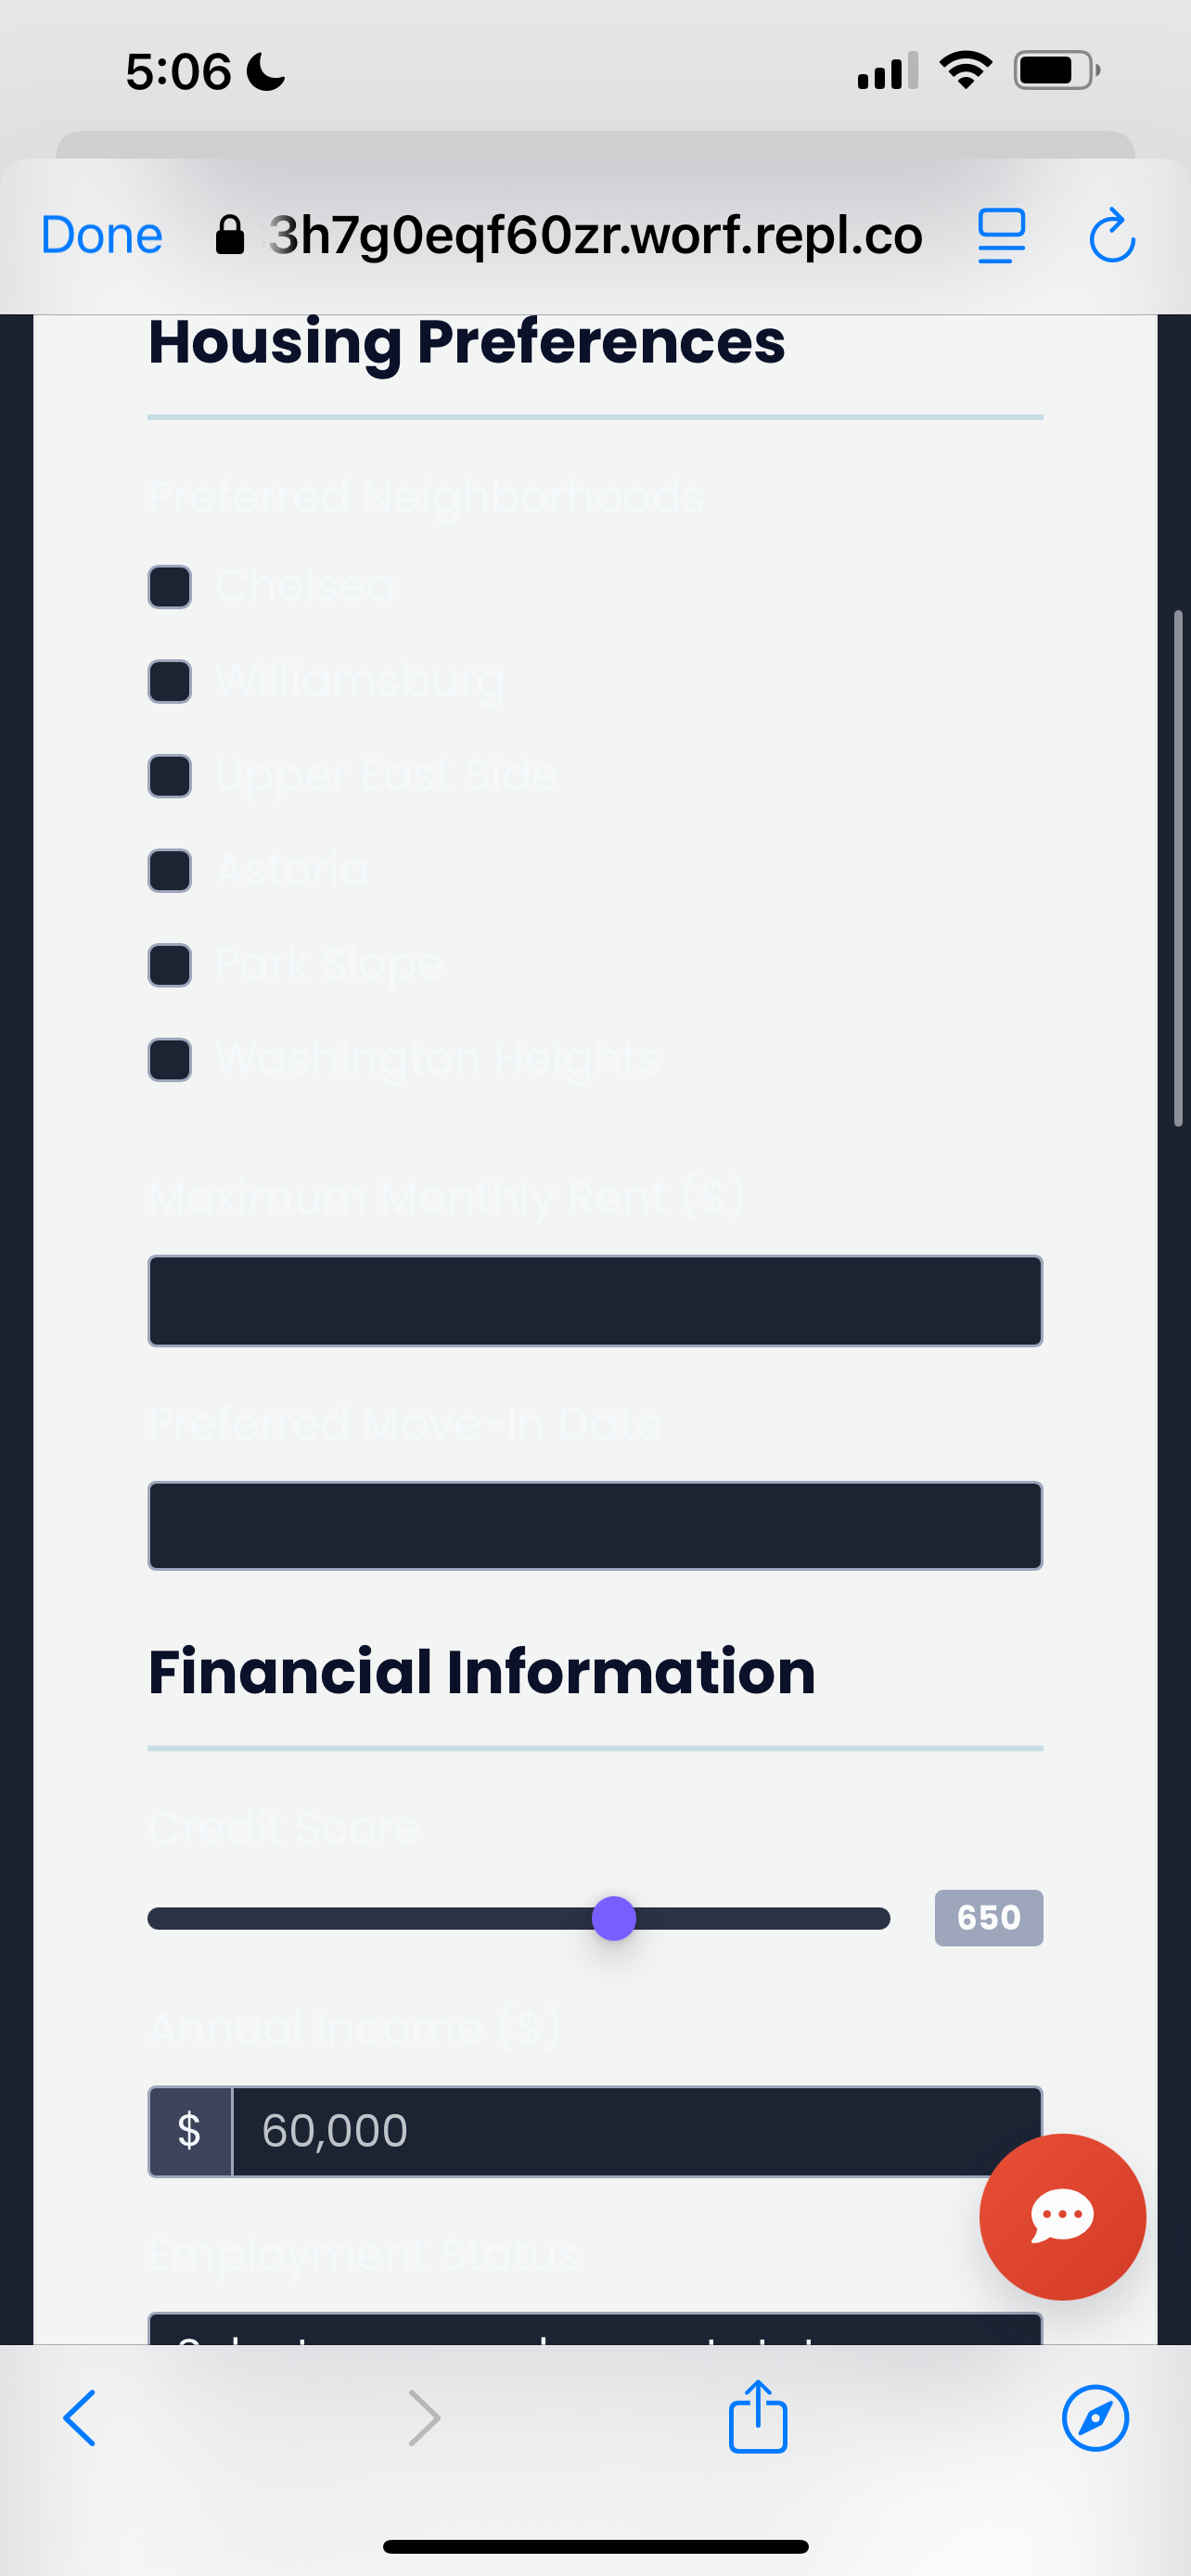 5:06
Done
3h7g0eqf60zr.worf.repl.co
Housing Preferences
Preferred Neighborhoods
Chelsea
Williamsburg
Upper East Side
Astoria
Park Slope
Washington Heights
Maximum Monthly Rent ($)
Preferred Move-In Date
Financial Information
Credit Score
650
Annual Income ($)
$ 60,000
Employment Status